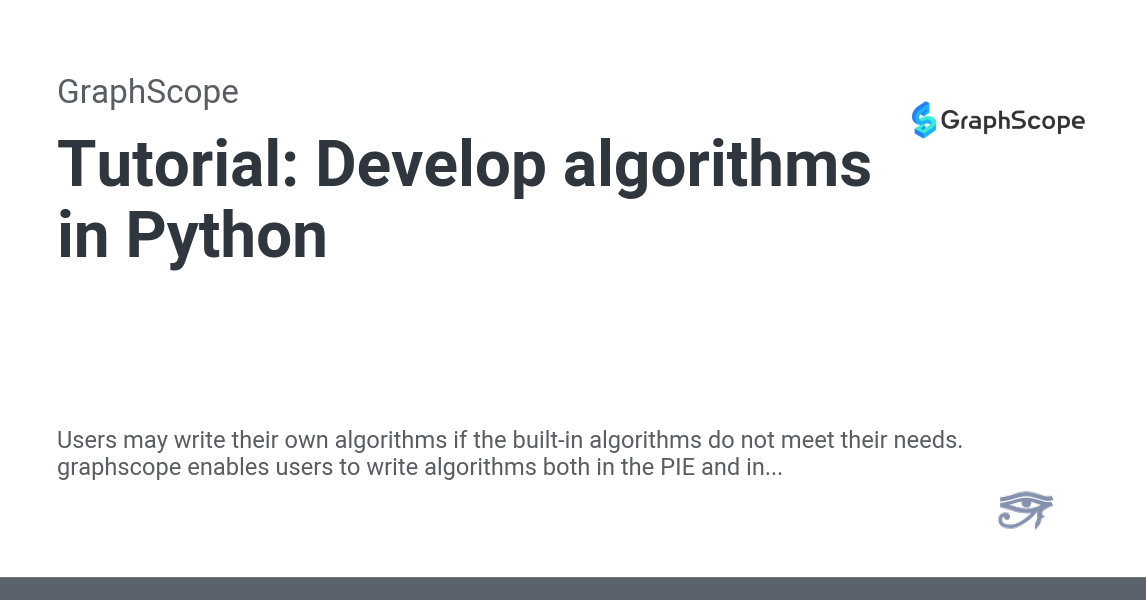 GraphScope
GraphScope
Tutorial: Develop algorithms
in Python
Users may write their own algorithms if the built-in algorithms do not meet their needs.
graphscope enables users to write algorithms both in the PIE and in...